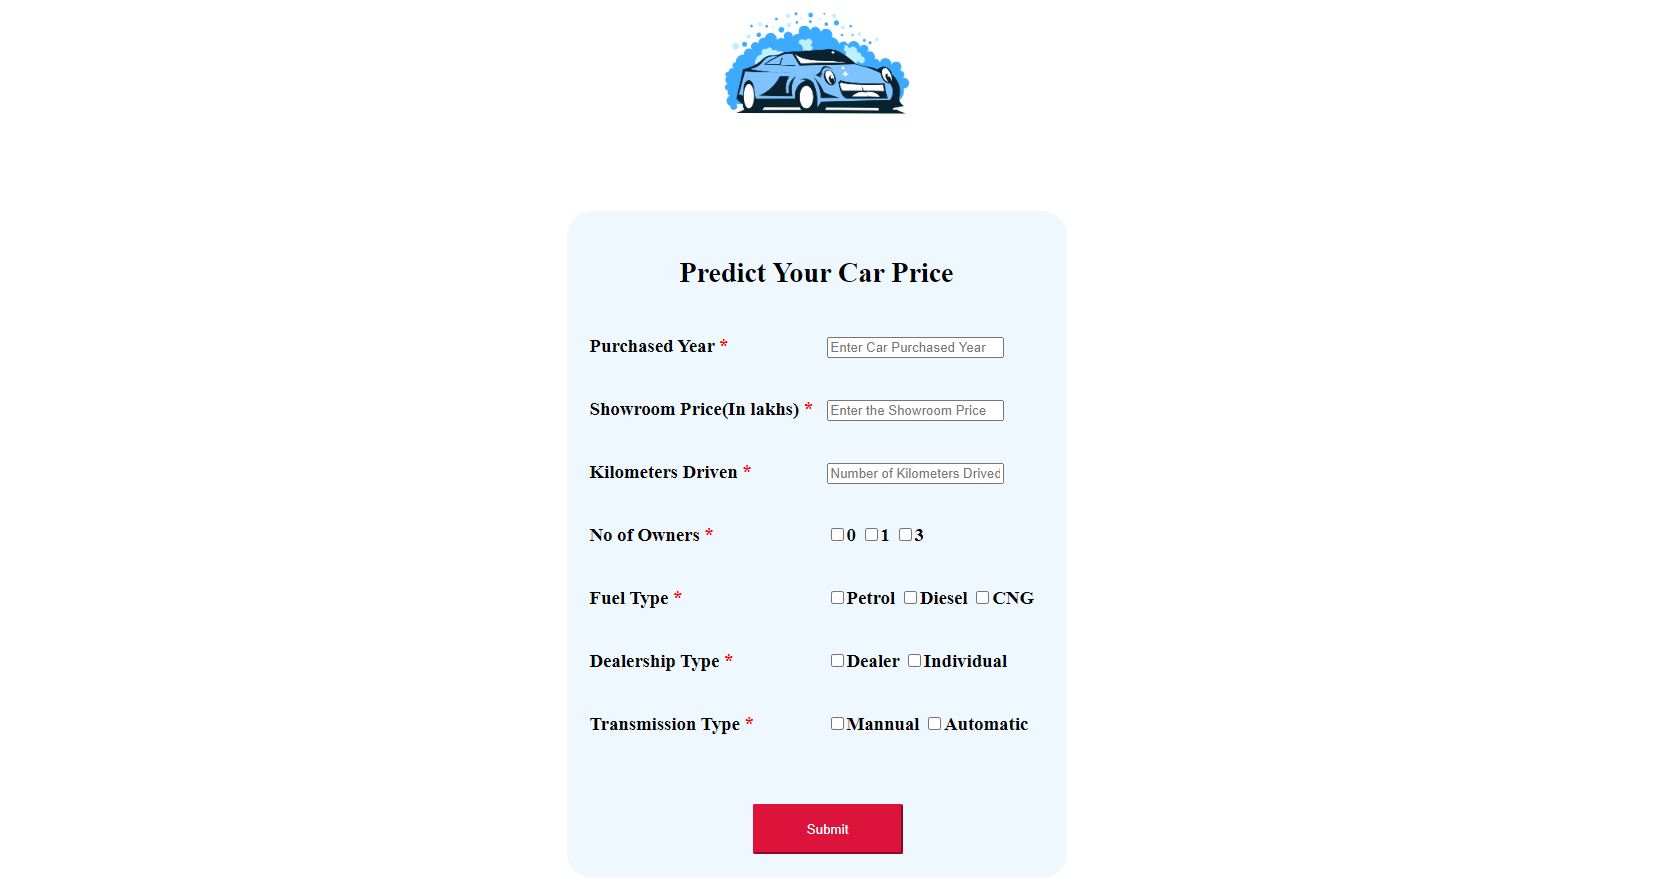 Predict Your Car Price
Purchased Year * Enter Car Purchased Year
Showroom Price(In lakhs) * Enter the Showroom Price
Kilometers Driven * Number of Kilometers Drived
No of Owners * 0 1 3
Fuel Type * Petrol Diesel CNG
Dealership Type * Dealer Individual
Transmission Type * Mannual Automatic
Submit